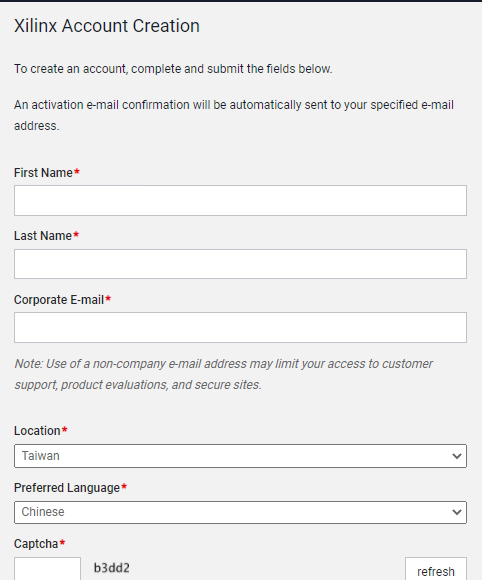 Xilinx Account Creation
To create an account, complete and submit the fields below.
An activation e-mail confirmation will be automatically sent to your specified e-mail
address.
First Name*
Last Name*
Corporate E-mail*
Note: Use of a non-company e-mail address may limit your access to customer
support, product evaluations, and secure sites.
Location*
Taiwan
Preferred Language*
Chinese
Captcha*
b3dd2
refresh